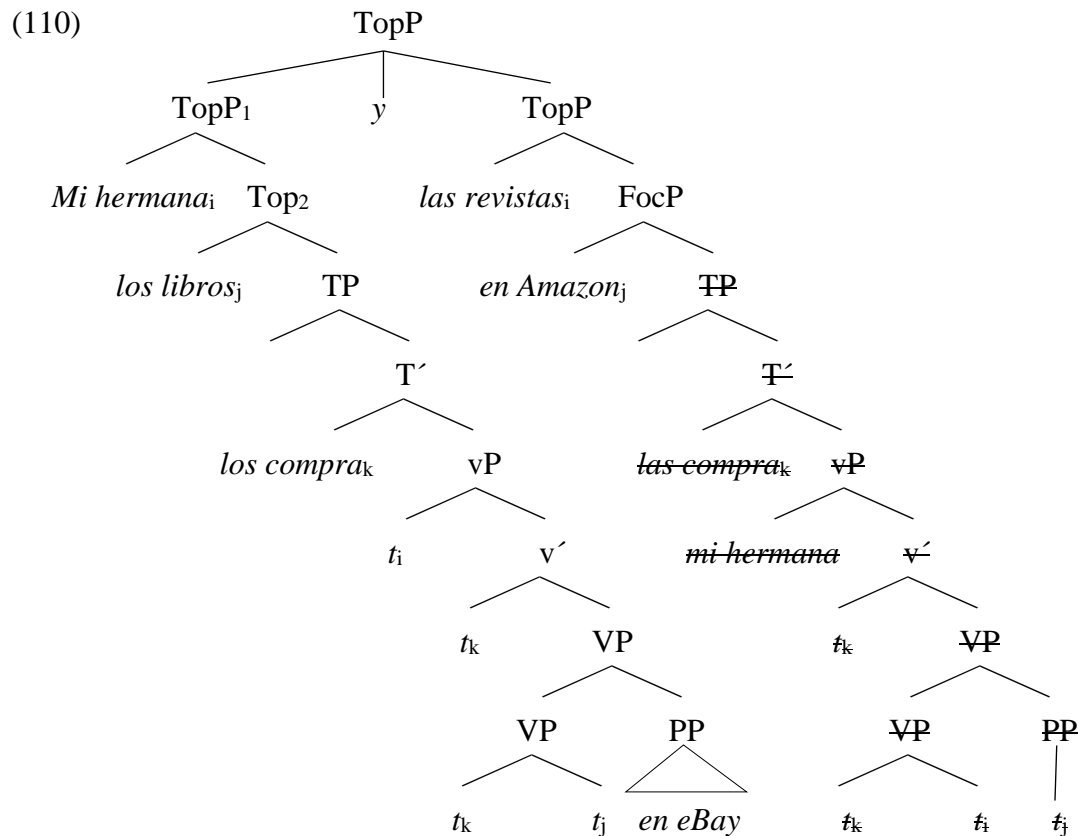 (110) TopP
TopP₁ y TopP
Mi hermanaᵢ Top₂ las revistasᵢ FocP
los librosⱼ TP en Amazonⱼ TP
T´ T´
los compraₖ vP las compraₖ vP
tᵢ v´ mi hermana v´
tₖ VP tₖ VP
VP PP VP PP
tₖ tⱼ en eBay tₖ tᵢ tⱼ